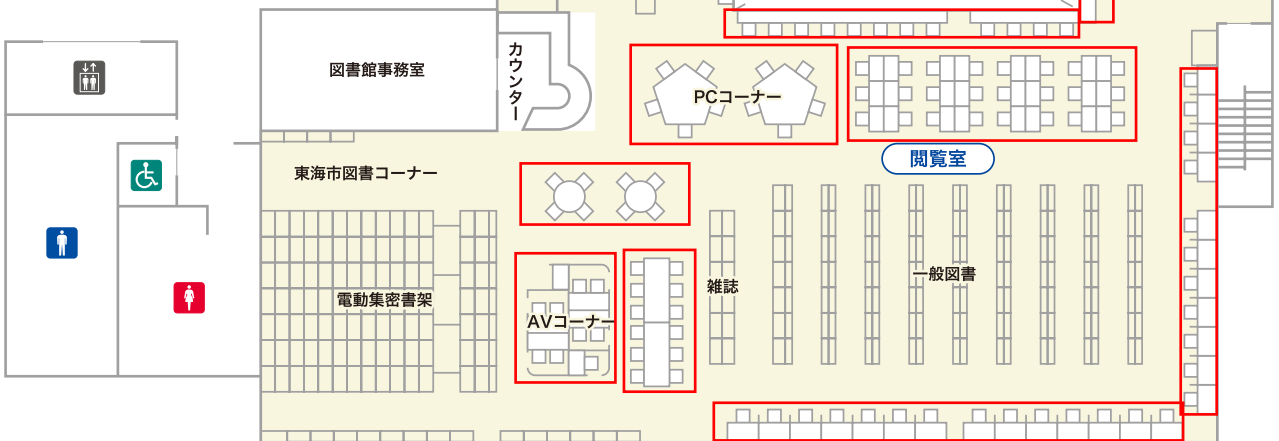 図書館事務室
カウンター
PCコーナー
閲覧室
東海市図書コーナー
電動集密書架
AVコーナー
雑誌
一般図書